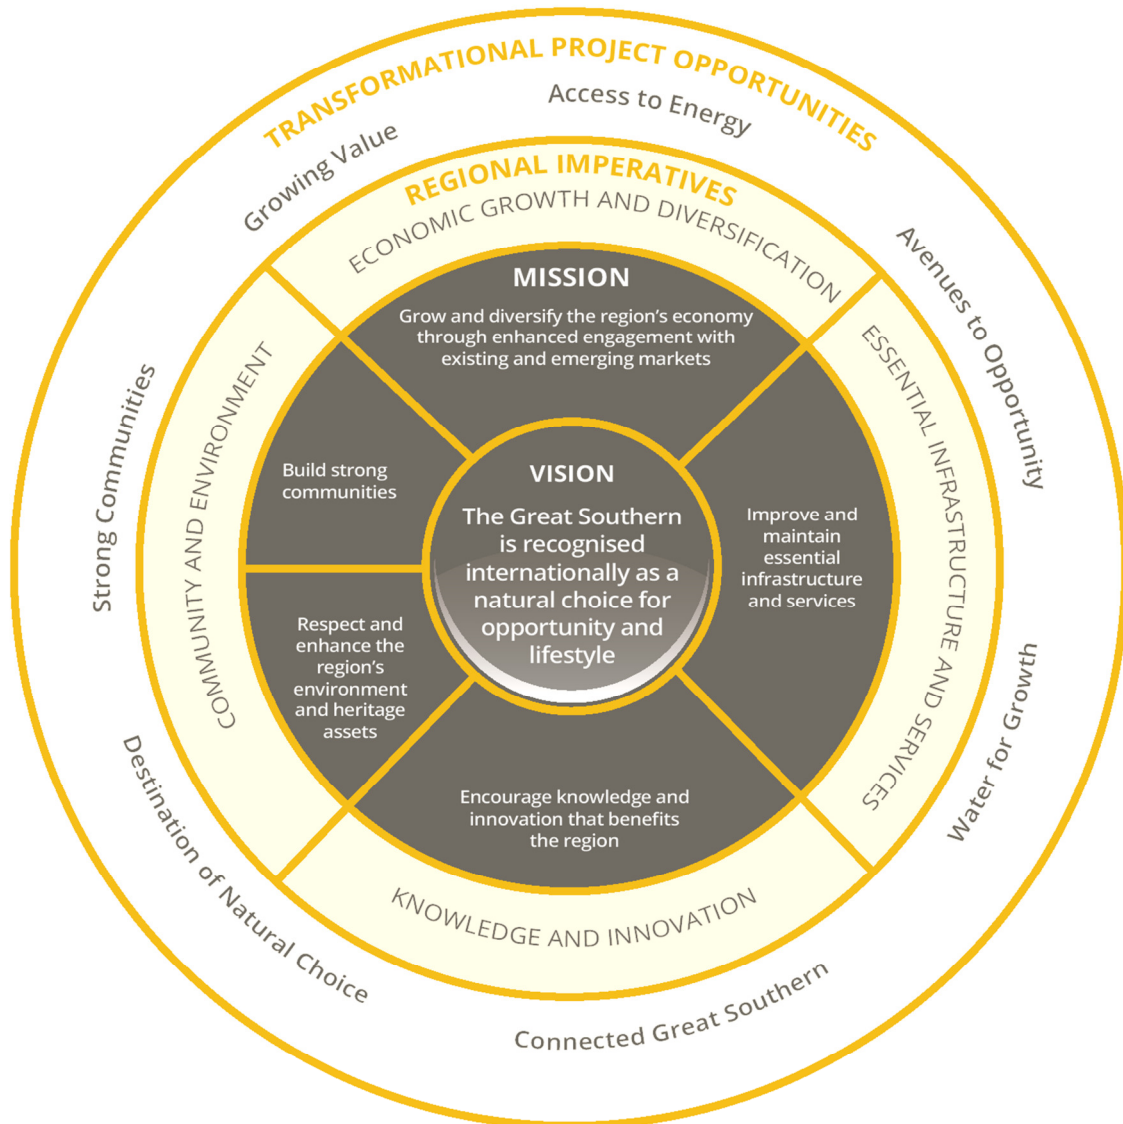 TRANSFORMATIONAL PROJECT OPPORTUNITIES
Growing Value
Access to Energy
Avenues to Opportunity
Water for Growth
Connected Great Southern
Destination of Natural Choice
Strong Communities
REGIONAL IMPERATIVES
ECONOMIC GROWTH AND DIVERSIFICATION
ESSENTIAL INFRASTRUCTURE AND SERVICES
KNOWLEDGE AND INNOVATION
COMMUNITY AND ENVIRONMENT
MISSION
Grow and diversify the region’s economy
through enhanced engagement with
existing and emerging markets
Improve and
maintain
essential
infrastructure
and services
Encourage knowledge and
innovation that benefits
the region
Respect and
enhance the
region’s
environment
and heritage
assets
Build strong
communities
VISION
The Great Southern
is recognised
internationally as a
natural choice for
opportunity and
lifestyle